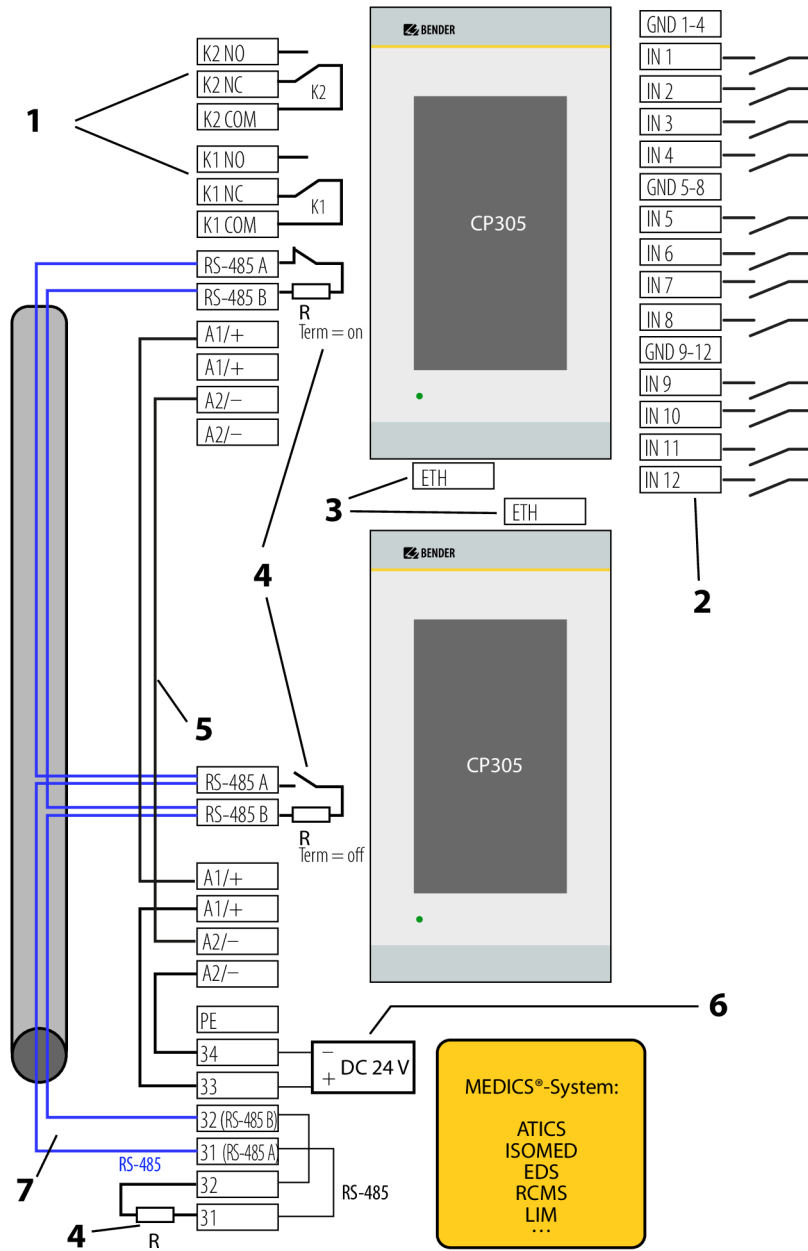 K2 NO
K2 NC
K2 COM
K2
1
K1 NO
K1 NC
K1 COM
K1
RS-485 A
RS-485 B
R
Term = on
A1/+
A1/+
A2/−
A2/−
BENDER
CP305
GND 1-4
IN 1
IN 2
IN 3
IN 4
GND 5-8
IN 5
IN 6
IN 7
IN 8
GND 9-12
IN 9
IN 10
IN 11
IN 12
2
ETH
3
ETH
4
5
BENDER
CP305
RS-485 A
RS-485 B
R
Term = off
A1/+
A1/+
A2/−
A2/−
PE
34
33
− DC 24 V
+
6
32 (RS-485 B)
31 (RS-485 A)
32
31
RS-485
RS-485
7
4
R
MEDICS®-System:
ATICS
ISOMED
EDS
RCMS
LIM
...